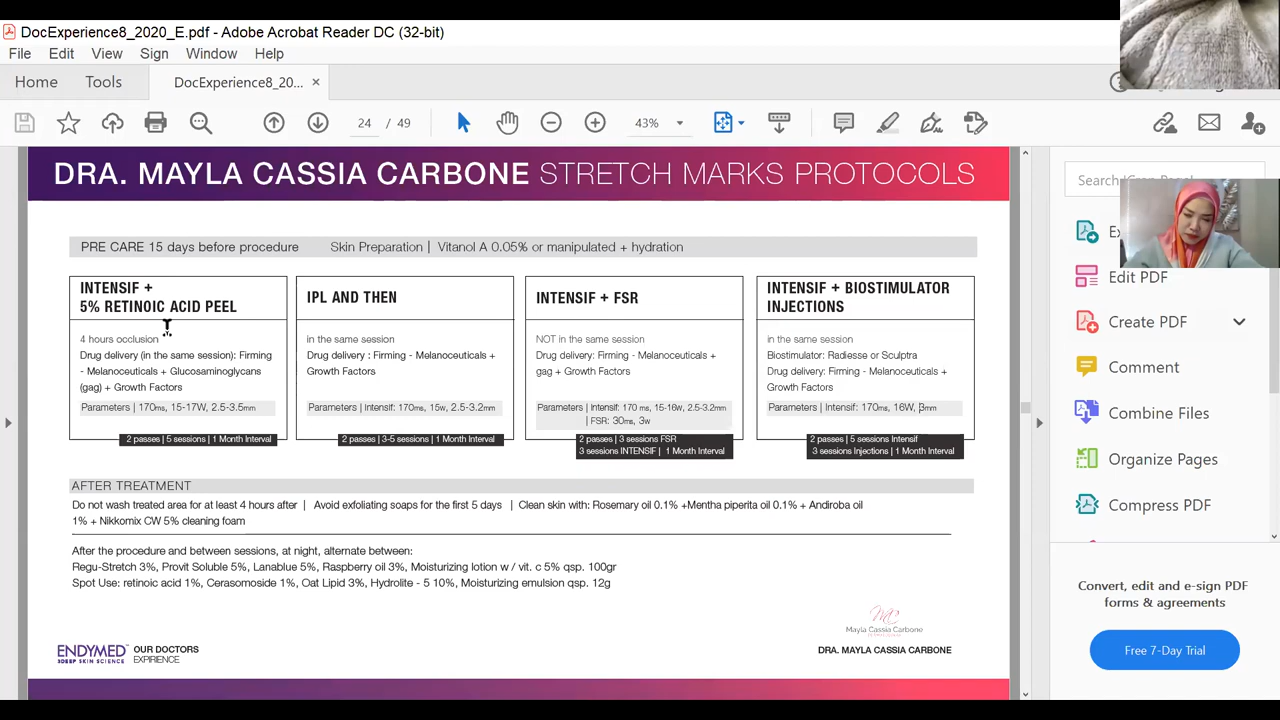 DocExperience8_2020_E.pdf - Adobe Acrobat Reader DC (32-bit)
File Edit View Sign Window Help
Home Tools DocExperience8_20... ×
24 / 49 43%
DRA. MAYLA CASSIA CARBONE STRETCH MARKS PROTOCOLS
PRE CARE 15 days before procedure Skin Preparation | Vitanol A 0.05% or manipulated + hydration
INTENSIF +
5% RETINOIC ACID PEEL
4 hours occlusion
Drug delivery (in the same session): Firming
- Melanoceuticals + Glucosaminoglycans
(gag) + Growth Factors
Parameters | 170ms, 15-17W, 2.5-3.5mm
2 passes | 5 sessions | 1 Month Interval
IPL AND THEN
in the same session
Drug delivery : Firming - Melanoceuticals +
Growth Factors
Parameters | Intensif: 170ms, 15w, 2.5-3.2mm
2 passes | 3-5 sessions | 1 Month Interval
INTENSIF + FSR
NOT in the same session
Drug delivery: Firming - Melanoceuticals +
gag + Growth Factors
Parameters | Intensif: 170 ms, 15-16w, 2.5-3.2mm
| FSR: 30ms, 3w
2 passes | 3 sessions FSR
3 sessions INTENSIF | 1 Month Interval
INTENSIF + BIOSTIMULATOR
INJECTIONS
in the same session
Biostimulator: Radiesse or Sculptra
Drug delivery: Firming - Melanoceuticals +
Growth Factors
Parameters | Intensif: 170ms, 16W, 3mm
2 passes | 5 sessions Intensif
3 sessions Injections | 1 Month Interval
AFTER TREATMENT
Do not wash treated area for at least 4 hours after | Avoid exfoliating soaps for the first 5 days | Clean skin with: Rosemary oil 0.1% +Mentha piperita oil 0.1% + Andiroba oil
1% + Nikkomix CW 5% cleaning foam
After the procedure and between sessions, at night, alternate between:
Regu-Stretch 3%, Provit Soluble 5%, Lanablue 5%, Raspberry oil 3%, Moisturizing lotion w / vit. c 5% qsp. 100gr
Spot Use: retinoic acid 1%, Cerasomoside 1%, Oat Lipid 3%, Hydrolite - 5 10%, Moisturizing emulsion qsp. 12g
Mayla Cassia Carbone
ENDYMED
3DEEP SKIN SCIENCE
OUR DOCTORS
EXPIRIENCE
DRA. MAYLA CASSIA CARBONE
Search
Edit PDF
Create PDF
Comment
Combine Files
Organize Pages
Compress PDF
Convert, edit and e-sign PDF
forms & agreements
Free 7-Day Trial